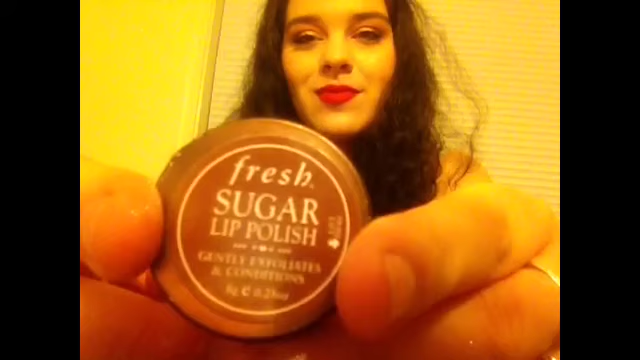 fresh.
SUGAR
LIP POLISH
GENTLY EXFOLIATES
& CONDITIONS